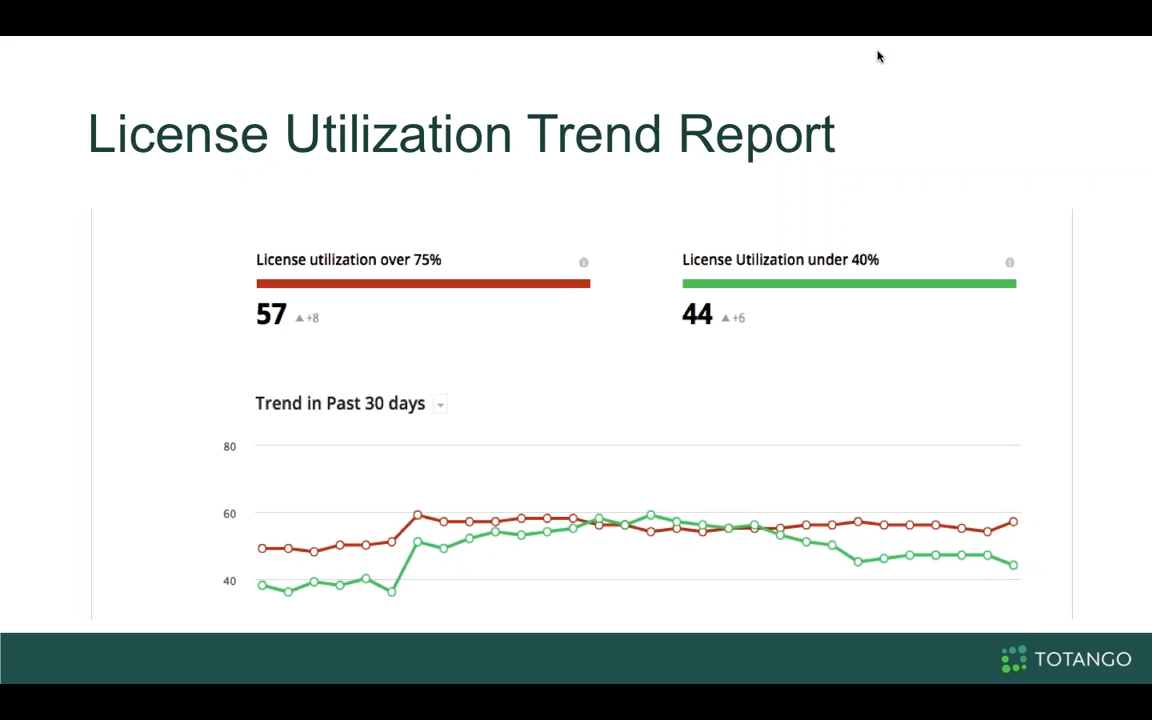 License Utilization Trend Report
License utilization over 75%
57 ▲+8
License Utilization under 40%
44 ▲+6
Trend in Past 30 days
80
60
40
TOTANGO